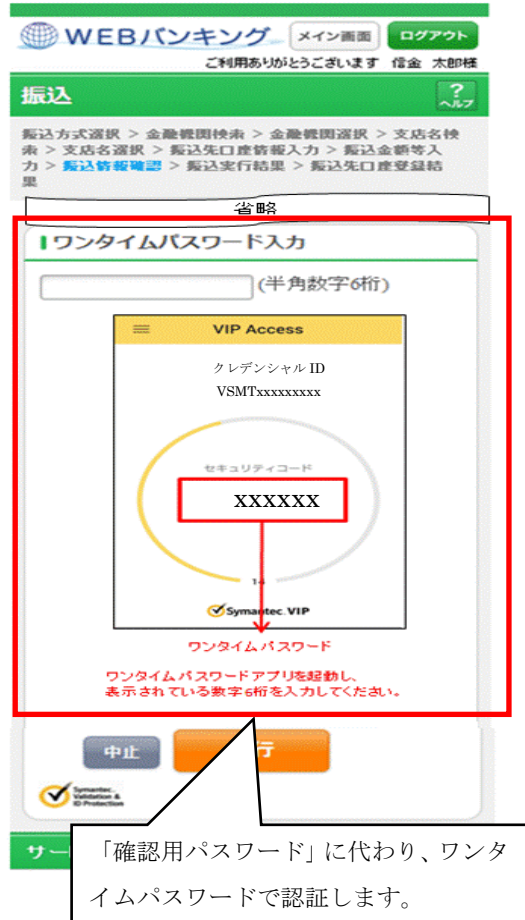 WEBバンキング メイン画面 ログアウト
ご利用ありがとうございます 信金 太郎様
振込 ?
ヘルプ
振込方式選択 > 金融機関検索 > 金融機関選択 > 支店名検
索 > 支店名選択 > 振込先口座情報入力 > 振込金額等入
力 > 振込情報確認 > 振込実行結果 > 振込先口座登録結
果
省略
ワンタイムパスワード入力
(半角数字6桁)
VIP Access
クレデンシャル ID
VSMTxxxxxxxxx
セキュリティコード
XXXXXX
14
Symantec. VIP
ワンタイムパスワード
ワンタイムパスワードアプリを起動し、
表示されている数字6桁を入力してください。
中止 行
Symantec.
Validation &
ID Protection
サー
「確認用パスワード」に代わり、ワンタ
イムパスワードで認証します。